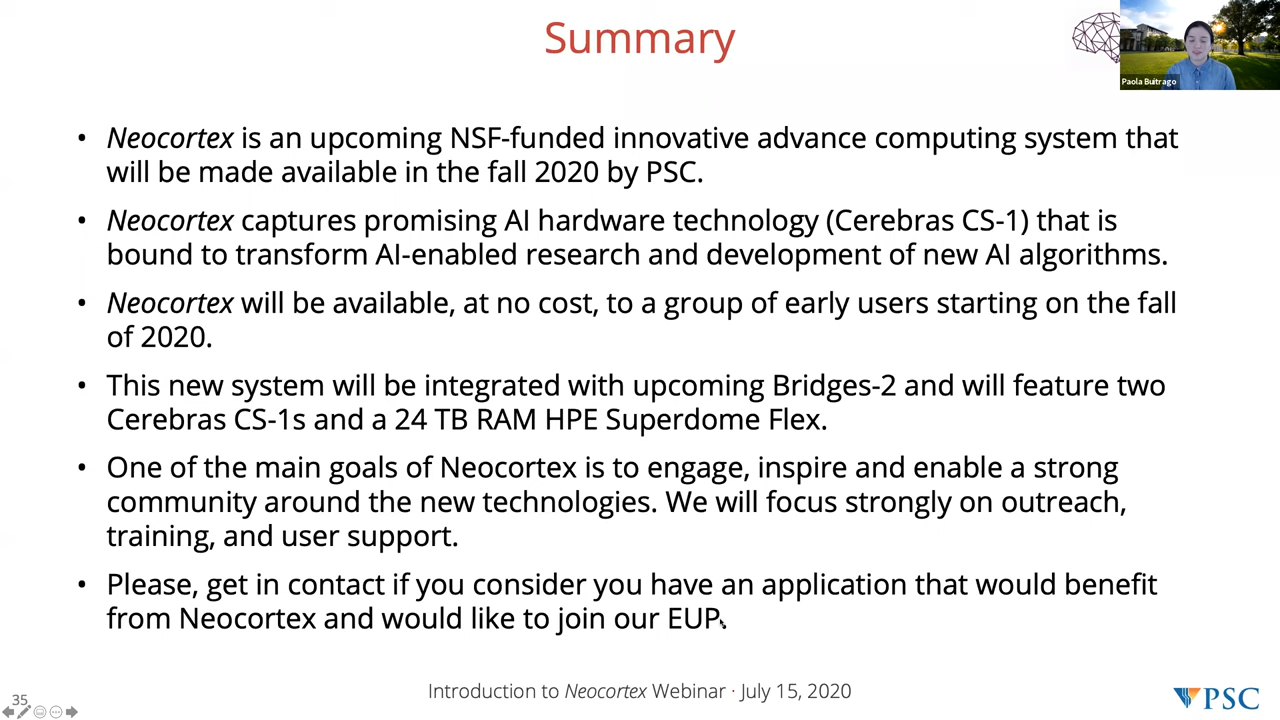 Summary
Paola Buitrago
• Neocortex is an upcoming NSF-funded innovative advance computing system that
will be made available in the fall 2020 by PSC.
• Neocortex captures promising AI hardware technology (Cerebras CS-1) that is
bound to transform AI-enabled research and development of new AI algorithms.
• Neocortex will be available, at no cost, to a group of early users starting on the fall
of 2020.
• This new system will be integrated with upcoming Bridges-2 and will feature two
Cerebras CS-1s and a 24 TB RAM HPE Superdome Flex.
• One of the main goals of Neocortex is to engage, inspire and enable a strong
community around the new technologies. We will focus strongly on outreach,
training, and user support.
• Please, get in contact if you consider you have an application that would benefit
from Neocortex and would like to join our EUP.
Introduction to Neocortex Webinar · July 15, 2020
35
PSC